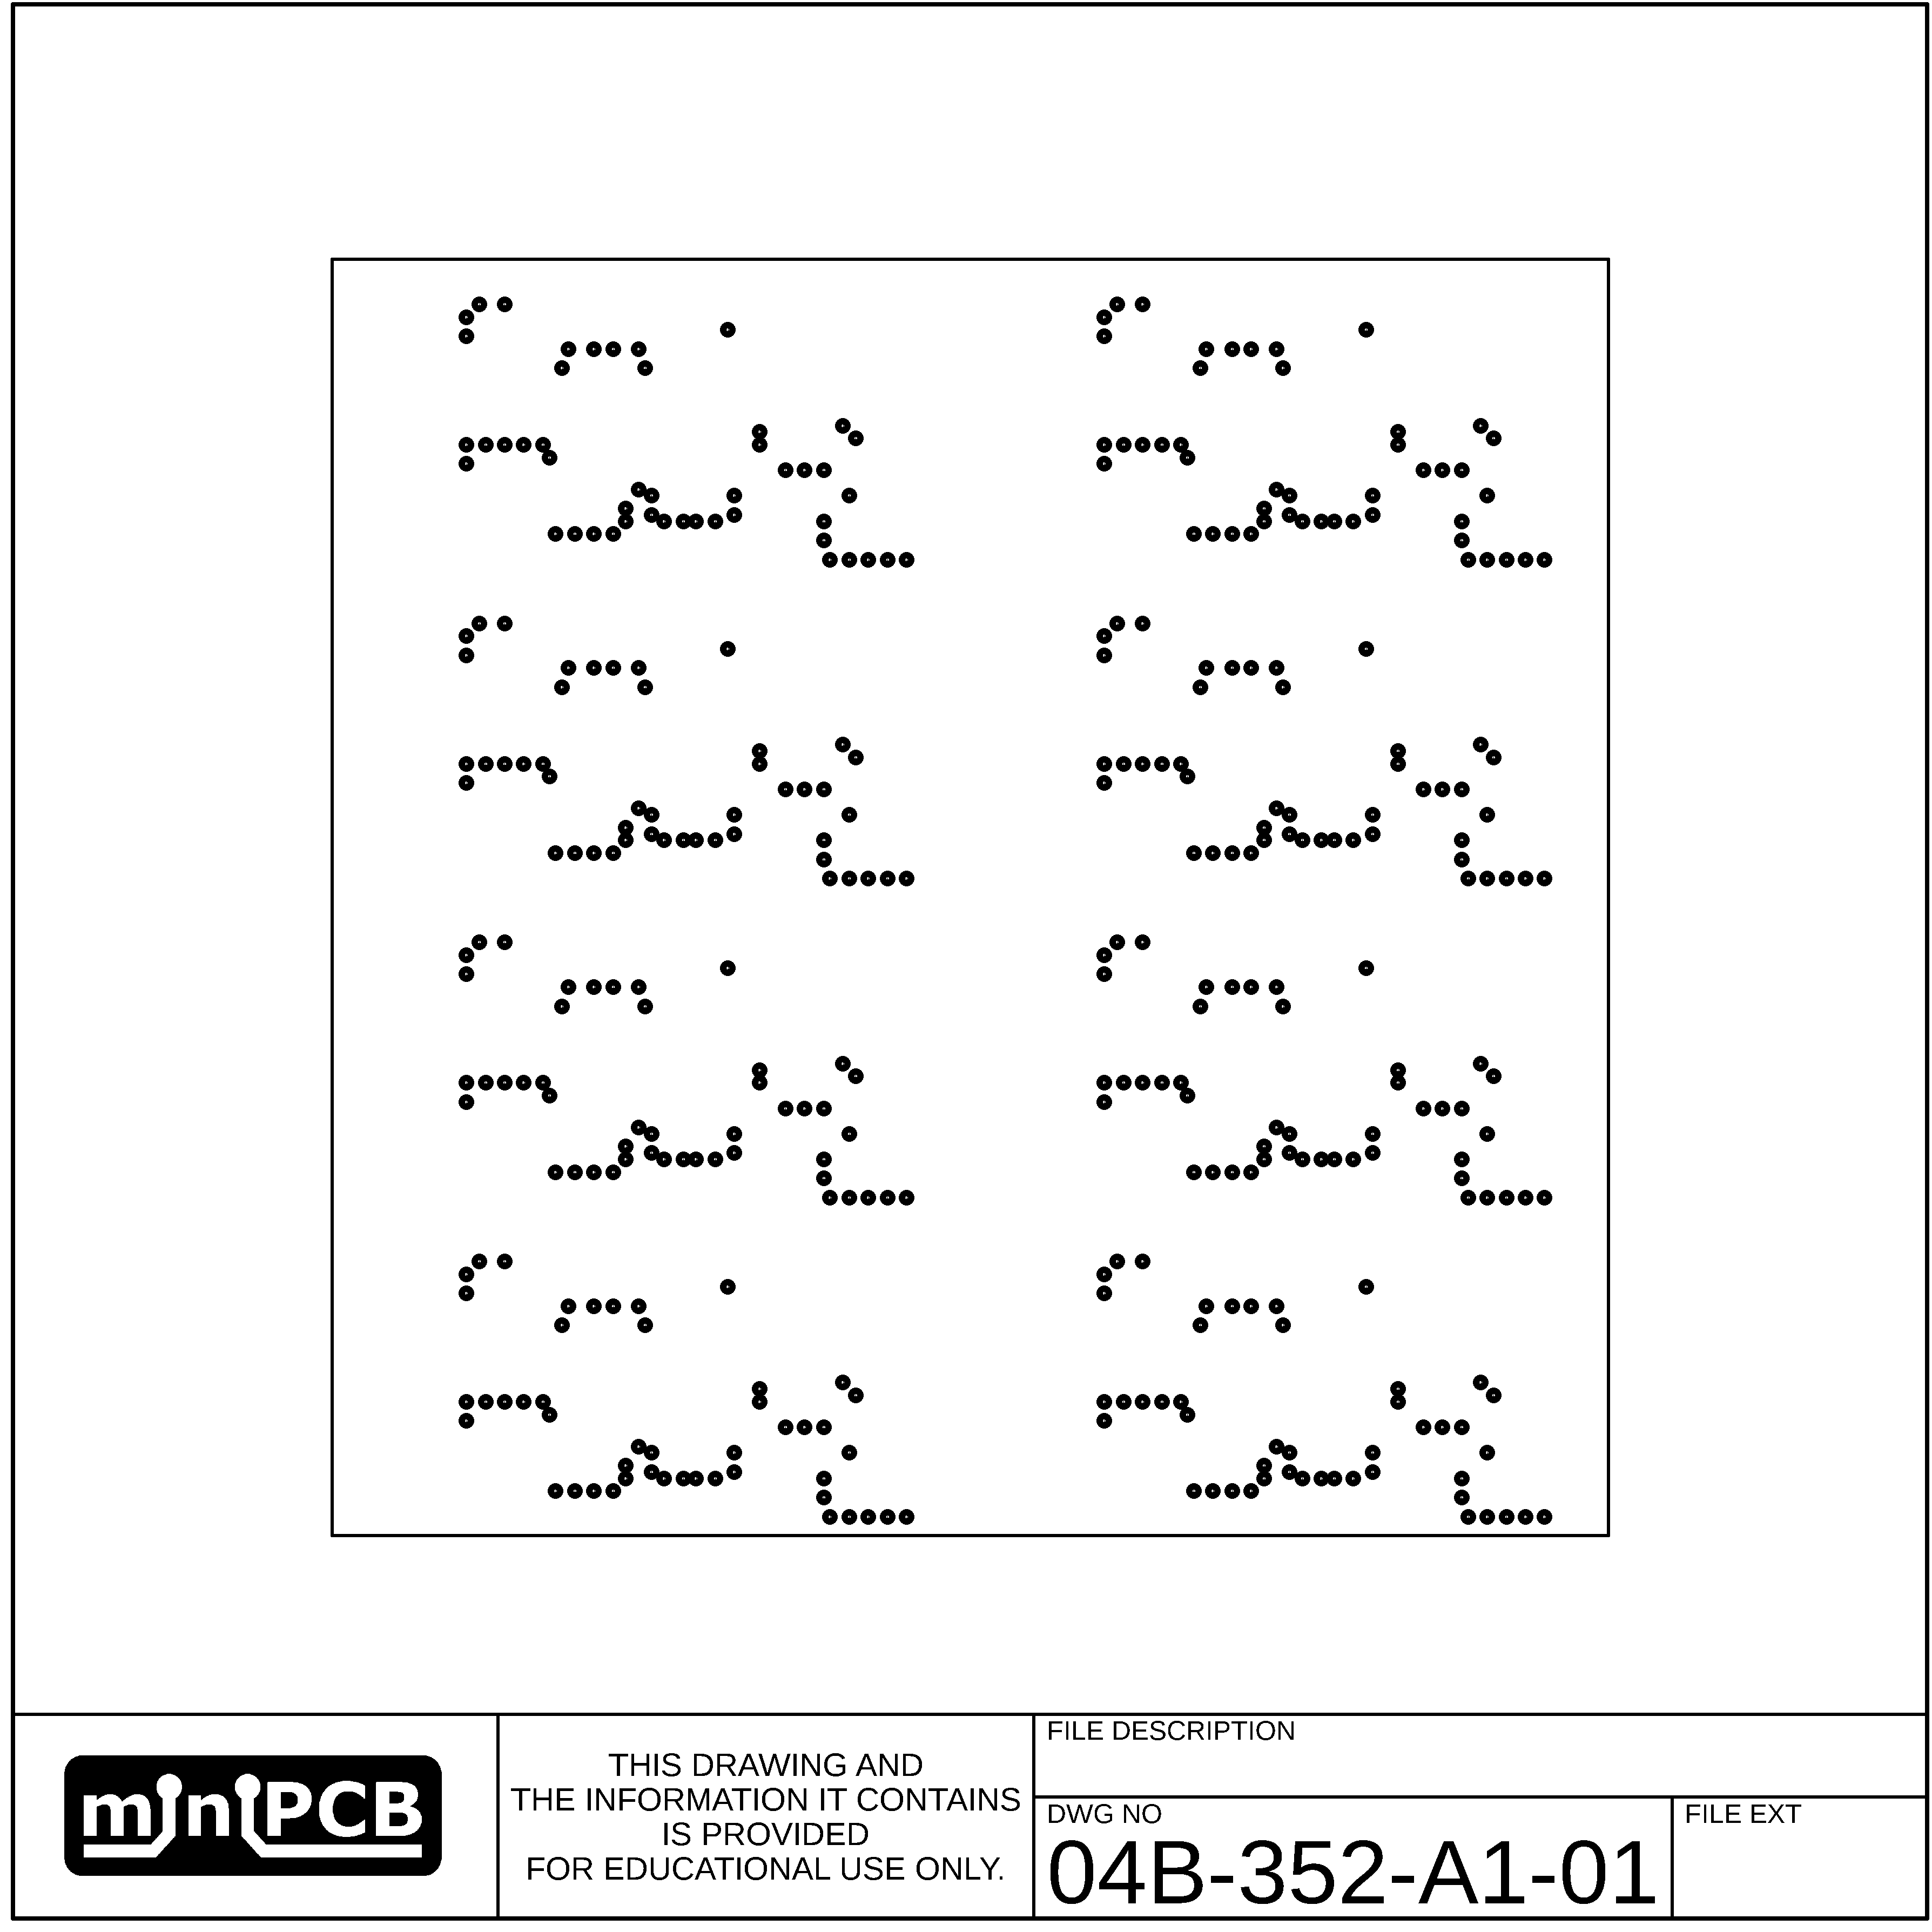 miniPCB
THIS DRAWING AND
THE INFORMATION IT CONTAINS
IS PROVIDED
FOR EDUCATIONAL USE ONLY.
FILE DESCRIPTION
DWG NO
04B-352-A1-01
FILE EXT